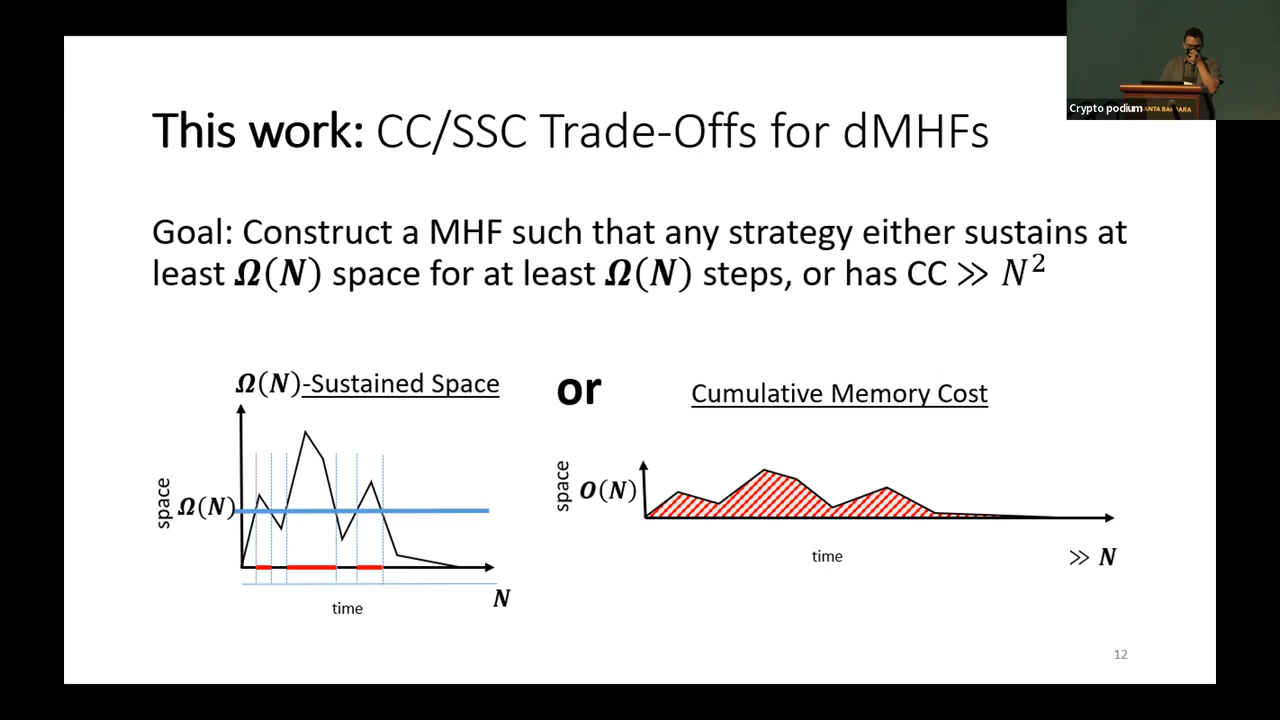 Crypto podium
ANTA BARBARA
This work: CC/SSC Trade-Offs for dMHFs
Goal: Construct a MHF such that any strategy either sustains at
least Ω(N) space for at least Ω(N) steps, or has CC ≫ N²
Ω(N)-Sustained Space
or
Cumulative Memory Cost
space
Ω(N)
time
N
space
O(N)
time
≫ N
12